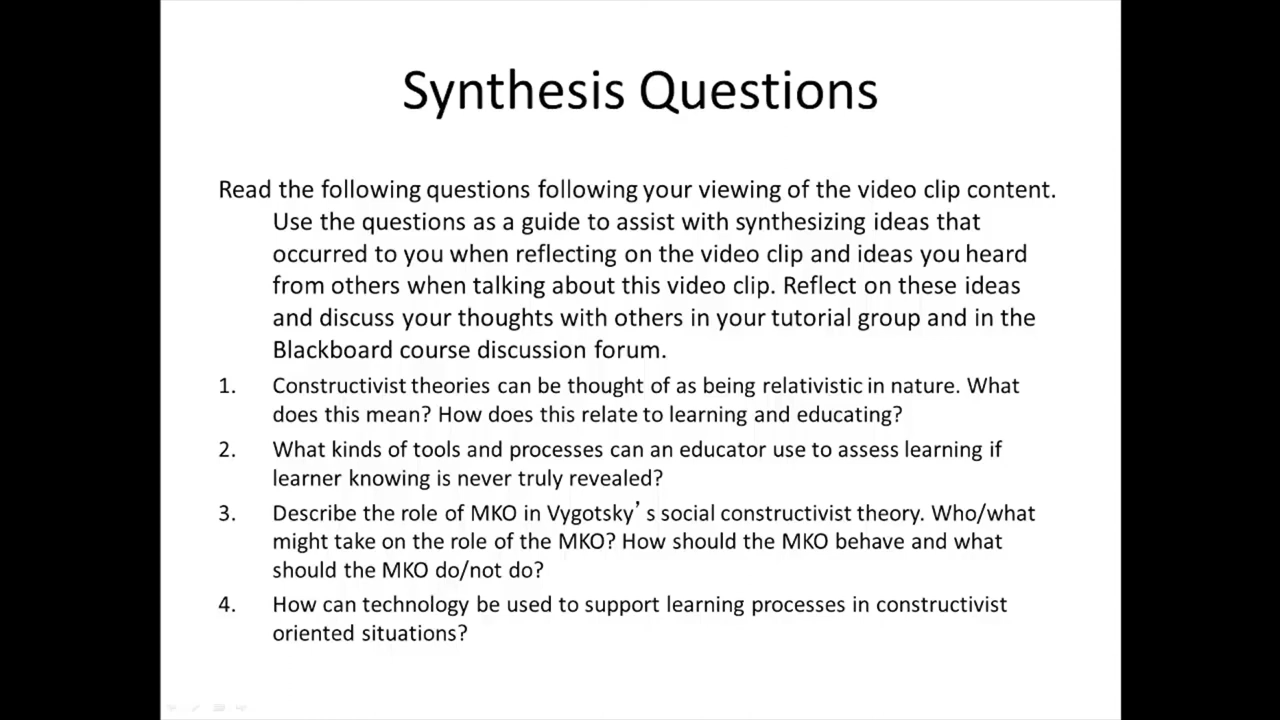 Synthesis Questions
Read the following questions following your viewing of the video clip content.
Use the questions as a guide to assist with synthesizing ideas that
occurred to you when reflecting on the video clip and ideas you heard
from others when talking about this video clip. Reflect on these ideas
and discuss your thoughts with others in your tutorial group and in the
Blackboard course discussion forum.
1. Constructivist theories can be thought of as being relativistic in nature. What
does this mean? How does this relate to learning and educating?
2. What kinds of tools and processes can an educator use to assess learning if
learner knowing is never truly revealed?
3. Describe the role of MKO in Vygotsky’s social constructivist theory. Who/what
might take on the role of the MKO? How should the MKO behave and what
should the MKO do/not do?
4. How can technology be used to support learning processes in constructivist
oriented situations?